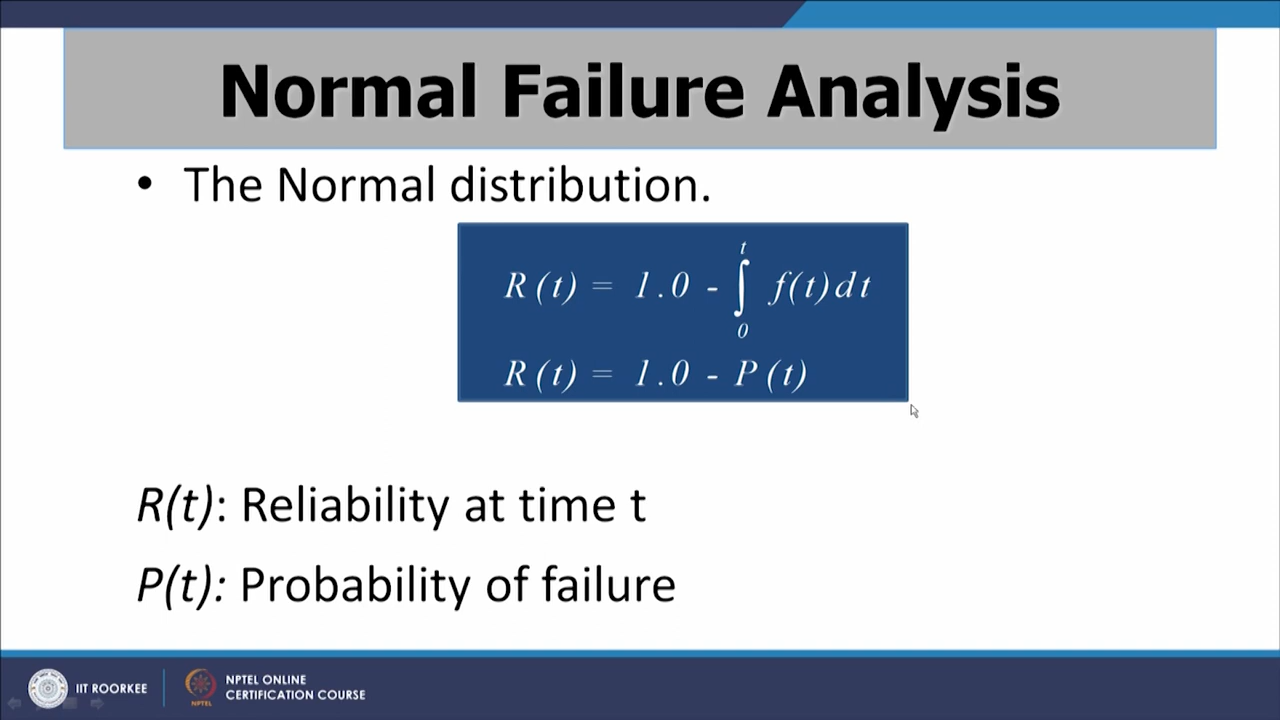 Normal Failure Analysis
• The Normal distribution.
R(t) = 1.0 - ∫₀ᵗ f(t)dt
R(t) = 1.0 - P(t)
R(t): Reliability at time t
P(t): Probability of failure
IIT ROORKEE
NPTEL
NPTEL ONLINE
CERTIFICATION COURSE